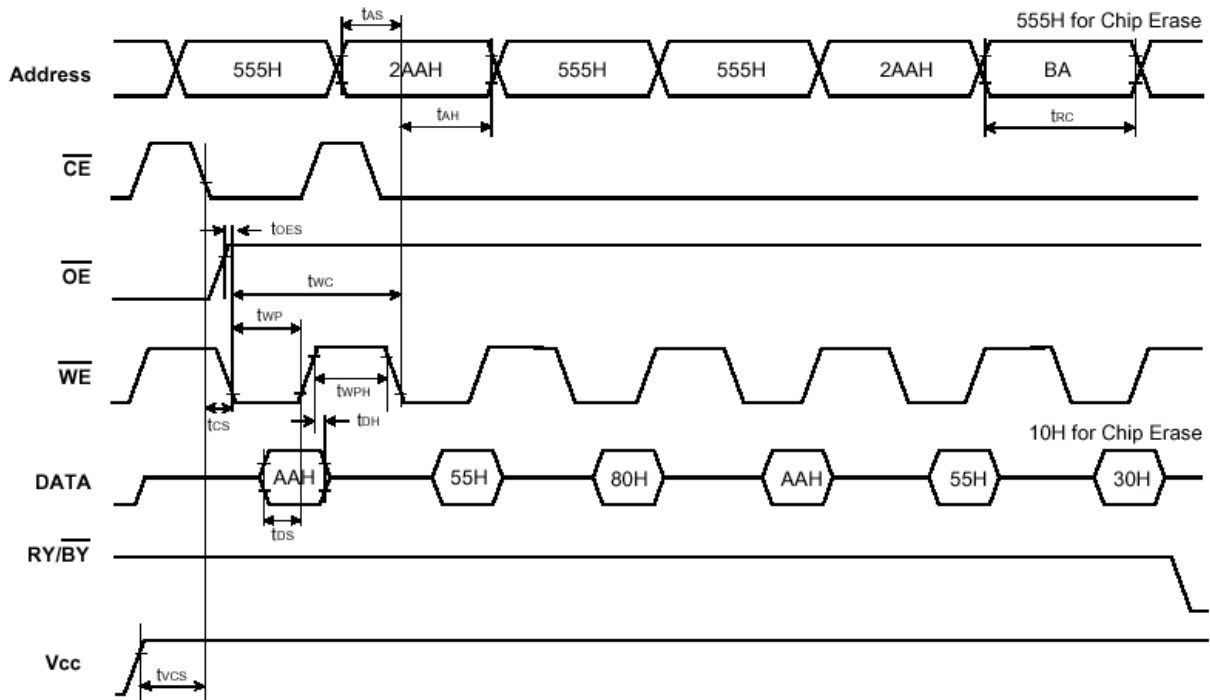 tAS
555H for Chip Erase
Address 555H 2AAH 555H 555H 2AAH BA
tAH
tRC
CE
tOES
OE
tWC
tWP
WE
tWPH
tCS
tDH
10H for Chip Erase
DATA AAH 55H 80H AAH 55H 30H
tDS
RY/BY
Vcc
tVCS